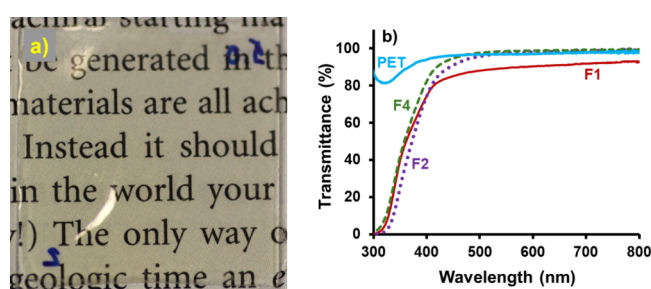 achiral starting ma
a)
be generated in th
materials are all ach
Instead it should
in the world your
y!) The only way o
geologic time an e
b)
Transmittance (%)
100
80
60
40
20
0
PET
F1
F4
F2
300 400 500 600 700 800
Wavelength (nm)